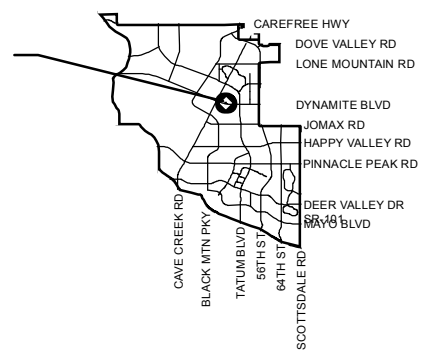 CAREFREE HWY
DOVE VALLEY RD
LONE MOUNTAIN RD
DYNAMITE BLVD
JOMAX RD
HAPPY VALLEY RD
PINNACLE PEAK RD
DEER VALLEY DR
SR-101
MAYO BLVD
CAVE CREEK RD
BLACK MTN PKY
TATUM BLVD
56TH ST
64TH ST
SCOTTSDALE RD